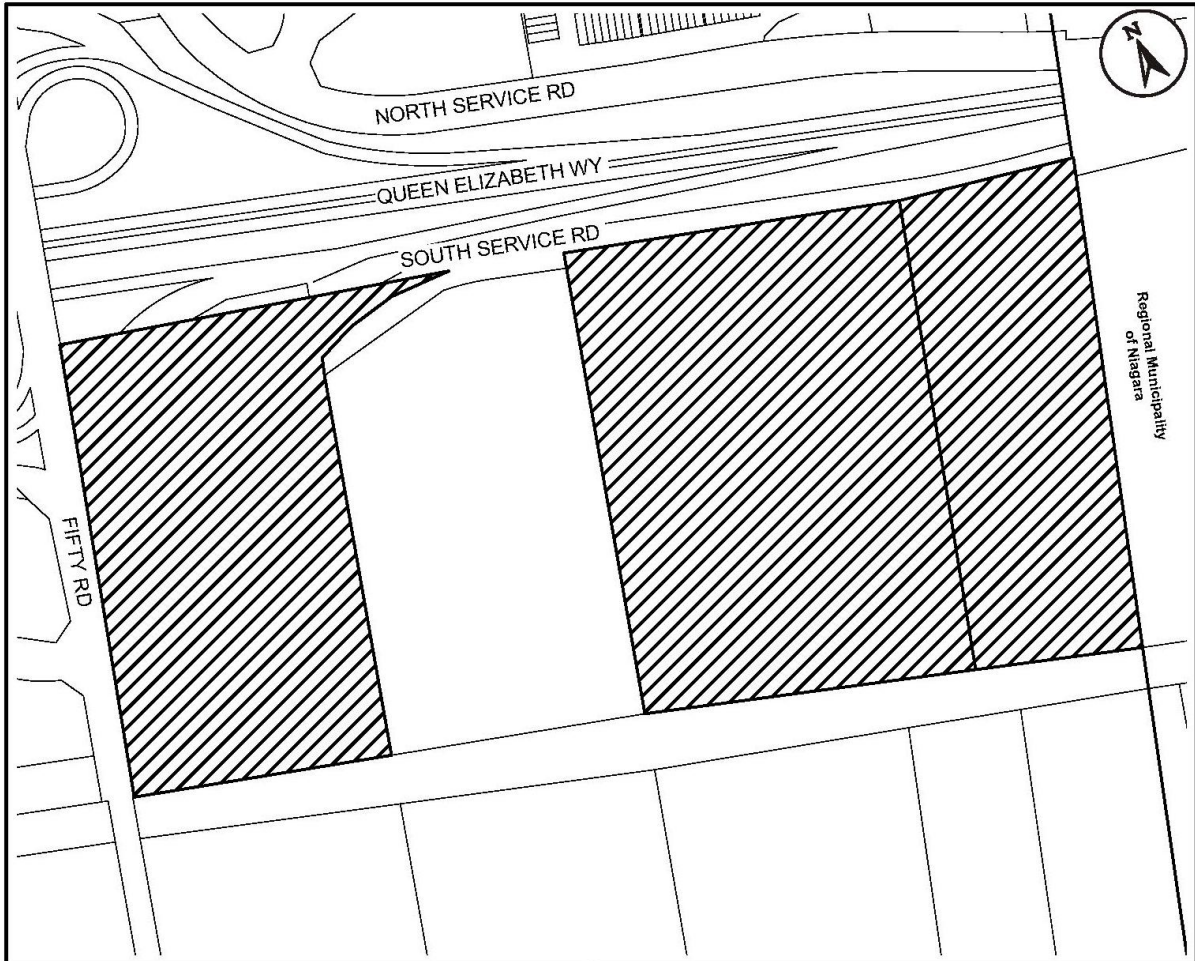 N
NORTH SERVICE RD
QUEEN ELIZABETH WY
SOUTH SERVICE RD
Regional Municipality
of Niagara
FIFTY RD